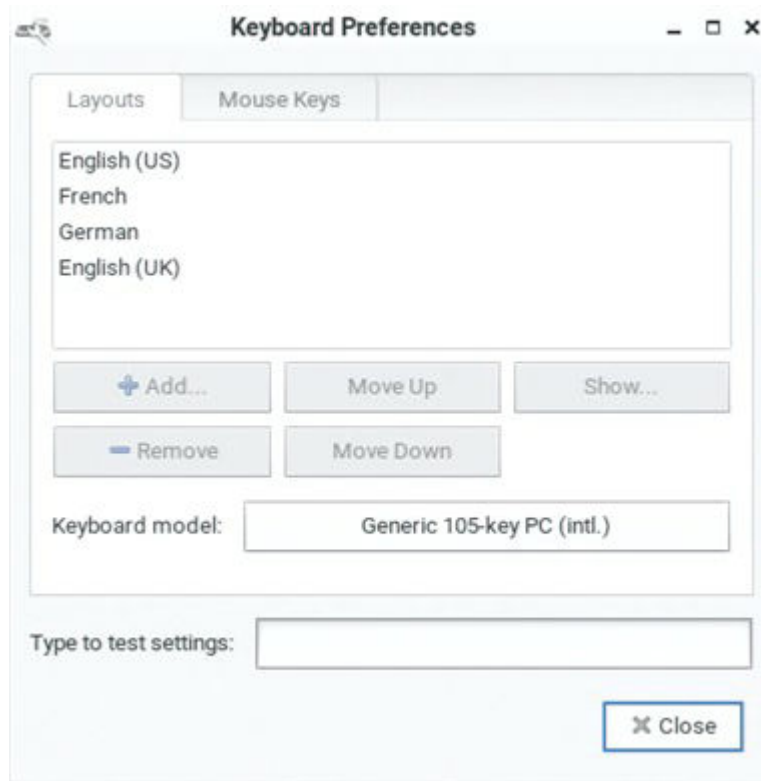 Keyboard Preferences
Layouts Mouse Keys
English (US)
French
German
English (UK)
Add... Move Up Show...
Remove Move Down
Keyboard model: Generic 105-key PC (intl.)
Type to test settings:
Close